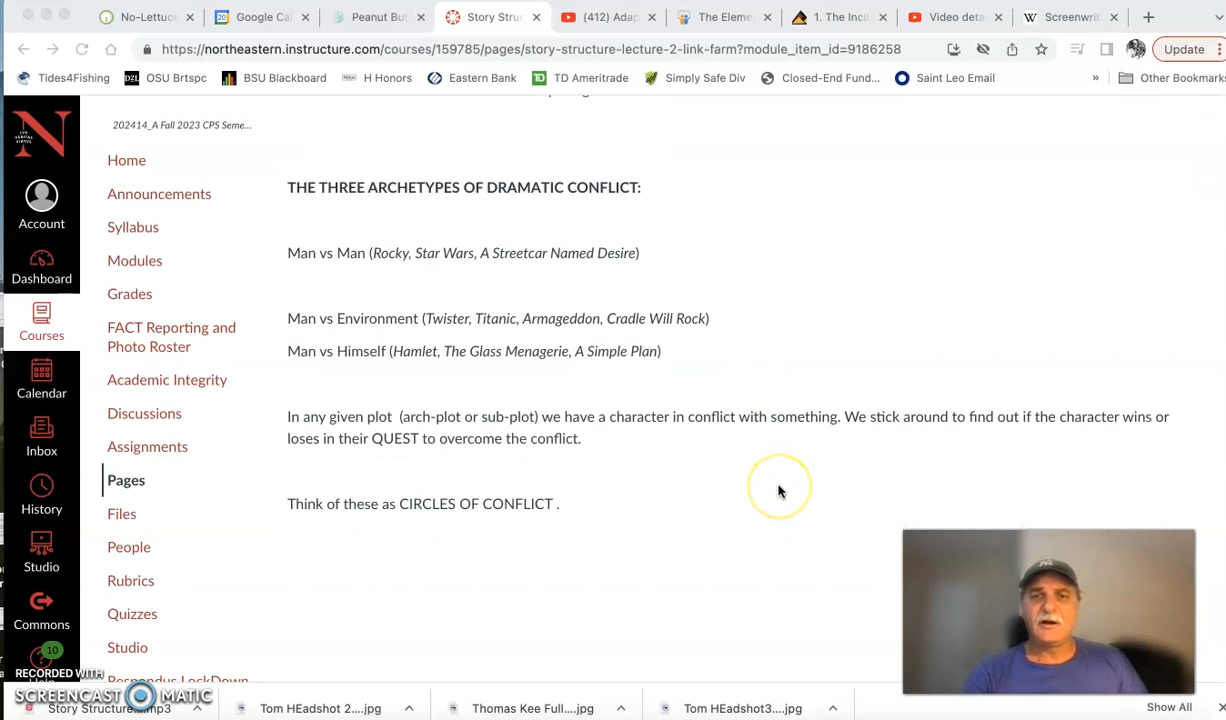 No-Lettuce
Google Cal
Peanut But
Story Struc
(412) Adap
The Eleme
1. The Incit
Video deta
Screenwrit
https://northeastern.instructure.com/courses/159785/pages/story-structure-lecture-2-link-farm?module_item_id=9186258
Update
Tides4Fishing
OSU Brtspc
BSU Blackboard
H Honors
Eastern Bank
TD Ameritrade
Simply Safe Div
Closed-End Fun...
Saint Leo Email
»
Other Bookmarks
202414_A Fall 2023 CPS Seme...
Account
Dashboard
Courses
Calendar
Inbox
History
Studio
Commons
10
Home
Announcements
Syllabus
Modules
Grades
FACT Reporting and
Photo Roster
Academic Integrity
Discussions
Assignments
Pages
Files
People
Rubrics
Quizzes
Studio
Respondus LockDown
THE THREE ARCHETYPES OF DRAMATIC CONFLICT:
Man vs Man (Rocky, Star Wars, A Streetcar Named Desire)
Man vs Environment (Twister, Titanic, Armageddon, Cradle Will Rock)
Man vs Himself (Hamlet, The Glass Menagerie, A Simple Plan)
In any given plot (arch-plot or sub-plot) we have a character in conflict with something. We stick around to find out if the character wins or
loses in their QUEST to overcome the conflict.
Think of these as CIRCLES OF CONFLICT .
RECORDED WITH
SCREENCAST MATIC
Story Structure....mp3
Tom HEadshot 2....jpg
Thomas Kee Full....jpg
Tom HEadshot3....jpg
Show All